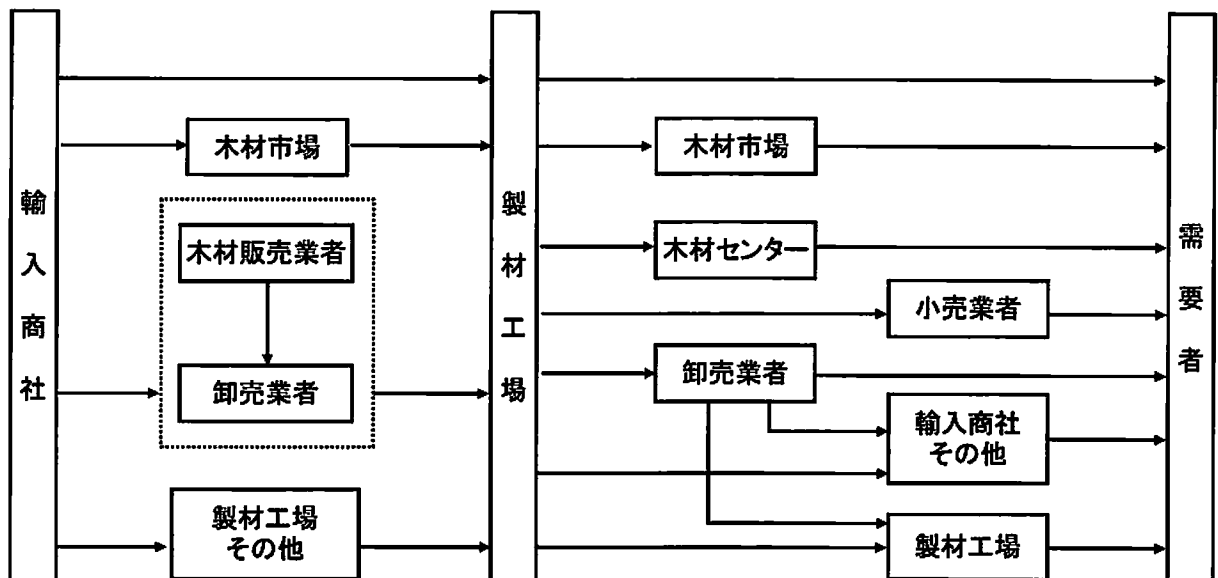 輸入商社
木材市場
木材販売業者
卸売業者
製材工場
その他
製材工場
木材市場
木材センター
小売業者
卸売業者
輸入商社
その他
製材工場
需要者